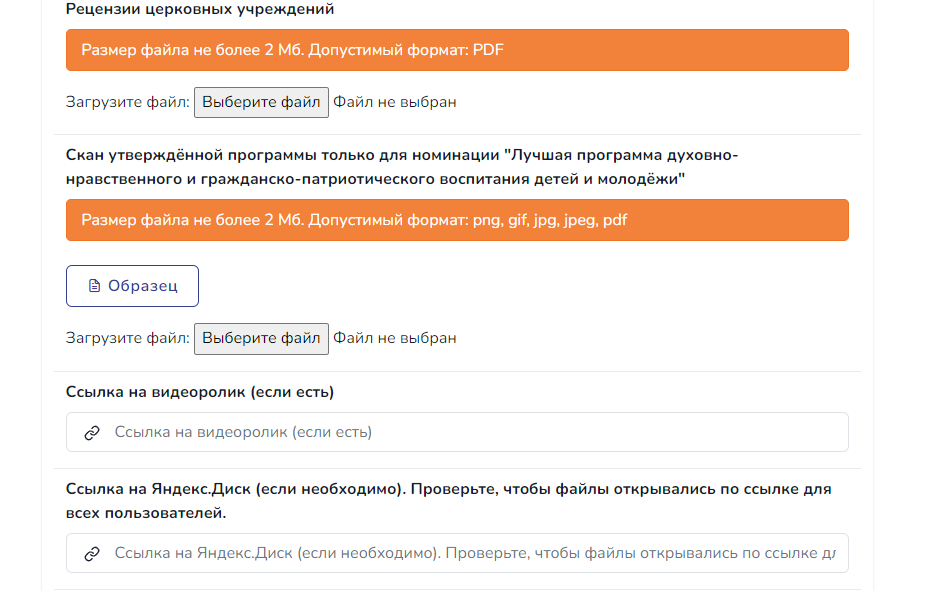 Рецензии церковных учреждений
Размер файла не более 2 Мб. Допустимый формат: PDF
Загрузите файл: Выберите файл Файл не выбран
Скан утверждённой программы только для номинации "Лучшая программа духовно-
нравственного и гражданско-патриотического воспитания детей и молодёжи"
Размер файла не более 2 Мб. Допустимый формат: png, gif, jpg, jpeg, pdf
Образец
Загрузите файл: Выберите файл Файл не выбран
Ссылка на видеоролик (если есть)
Ссылка на видеоролик (если есть)
Ссылка на Яндекс.Диск (если необходимо). Проверьте, чтобы файлы открывались по ссылке для
всех пользователей.
Ссылка на Яндекс.Диск (если необходимо). Проверьте, чтобы файлы открывались по ссылке дл